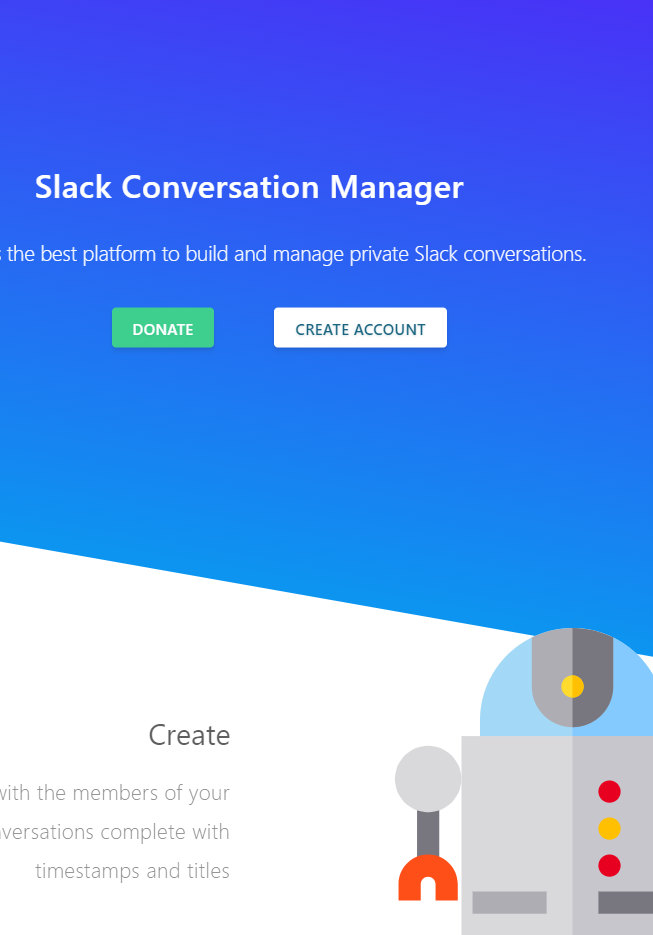 Slack Conversation Manager
the best platform to build and manage private Slack conversations.
DONATE
CREATE ACCOUNT
Create
with the members of your
nversations complete with
timestamps and titles